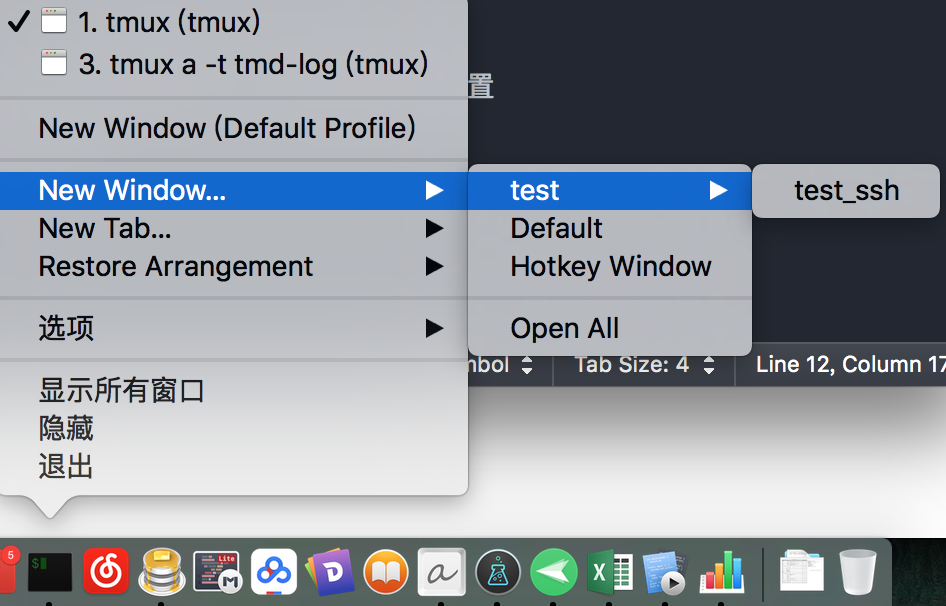 1. tmux (tmux)
3. tmux a -t tmd-log (tmux)
置
New Window (Default Profile)
New Window...
test
test_ssh
New Tab...
Default
Restore Arrangement
Hotkey Window
选项
Open All
mbol
Tab Size: 4
Line 12, Column 17
显示所有窗口
隐藏
退出
5
$
Lite
M
D
a
X